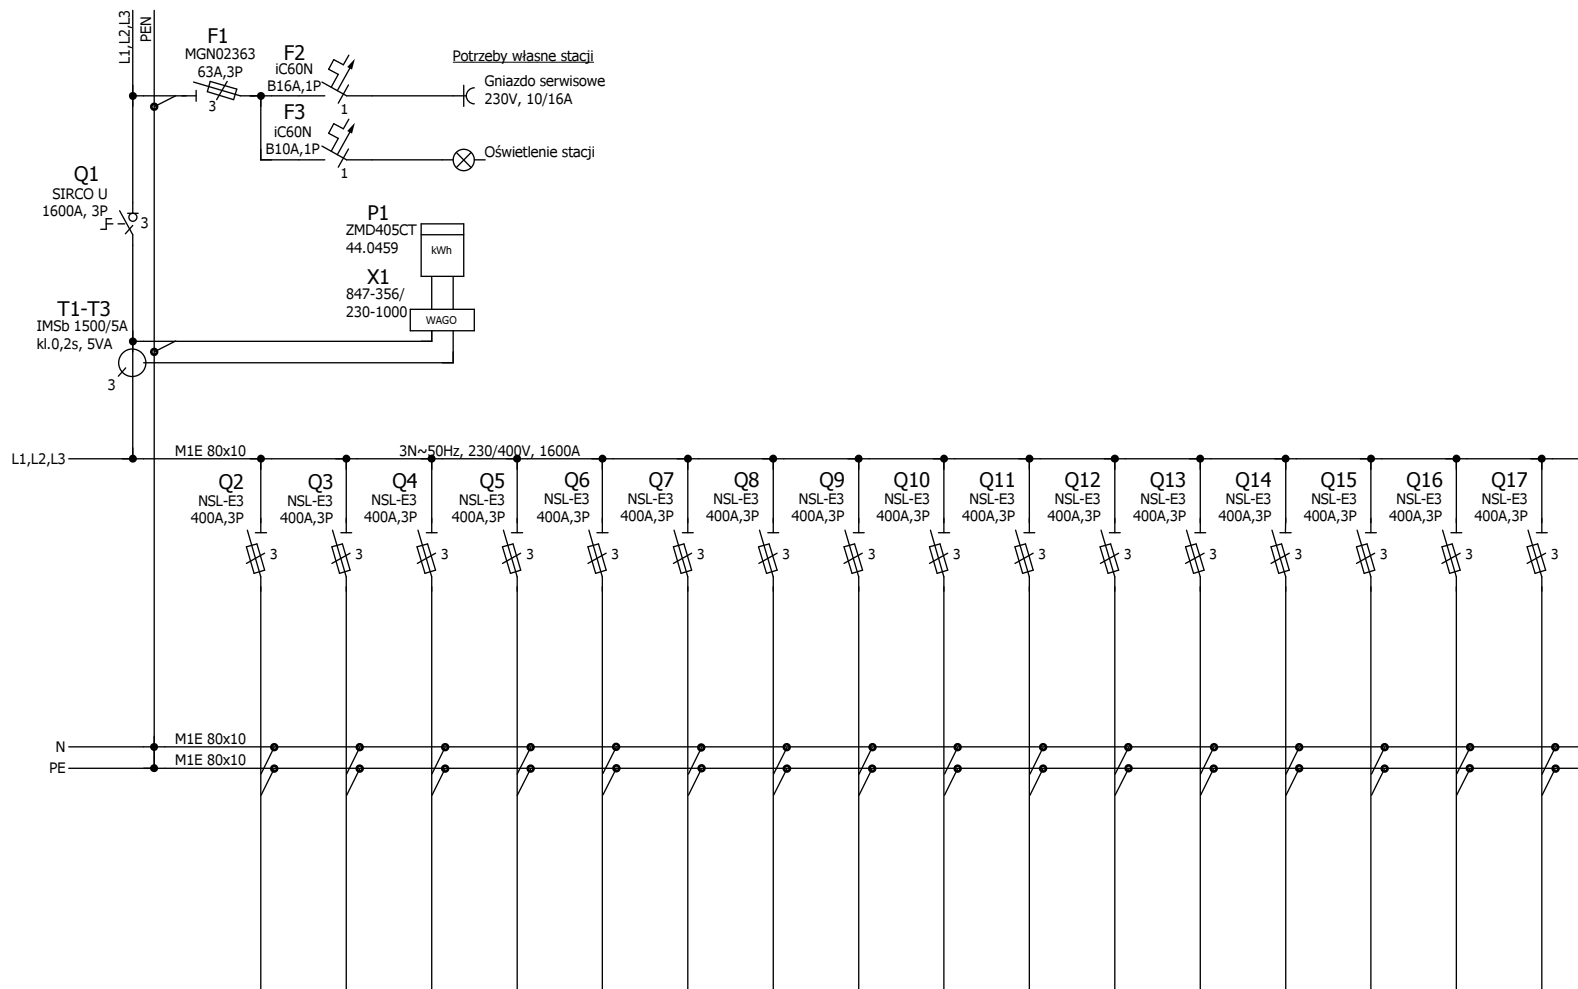 L1,L2,L3
PEN
F1
MGN02363
63A,3P
3
F2
iC60N
B16A,1P
1
Potrzeby własne stacji
Gniazdo serwisowe
230V, 10/16A
F3
iC60N
B10A,1P
1
Oświetlenie stacji
Q1
SIRCO U
1600A, 3P
3
P1
ZMD405CT
44.0459
kWh
X1
847-356/
230-1000
WAGO
T1-T3
IMSb 1500/5A
kl.0,2s, 5VA
3
L1,L2,L3
M1E 80x10
3N~50Hz, 230/400V, 1600A
Q2
NSL-E3
400A,3P
3
Q3
NSL-E3
400A,3P
3
Q4
NSL-E3
400A,3P
3
Q5
NSL-E3
400A,3P
3
Q6
NSL-E3
400A,3P
3
Q7
NSL-E3
400A,3P
3
Q8
NSL-E3
400A,3P
3
Q9
NSL-E3
400A,3P
3
Q10
NSL-E3
400A,3P
3
Q11
NSL-E3
400A,3P
3
Q12
NSL-E3
400A,3P
3
Q13
NSL-E3
400A,3P
3
Q14
NSL-E3
400A,3P
3
Q15
NSL-E3
400A,3P
3
Q16
NSL-E3
400A,3P
3
Q17
NSL-E3
400A,3P
3
N
M1E 80x10
PE
M1E 80x10